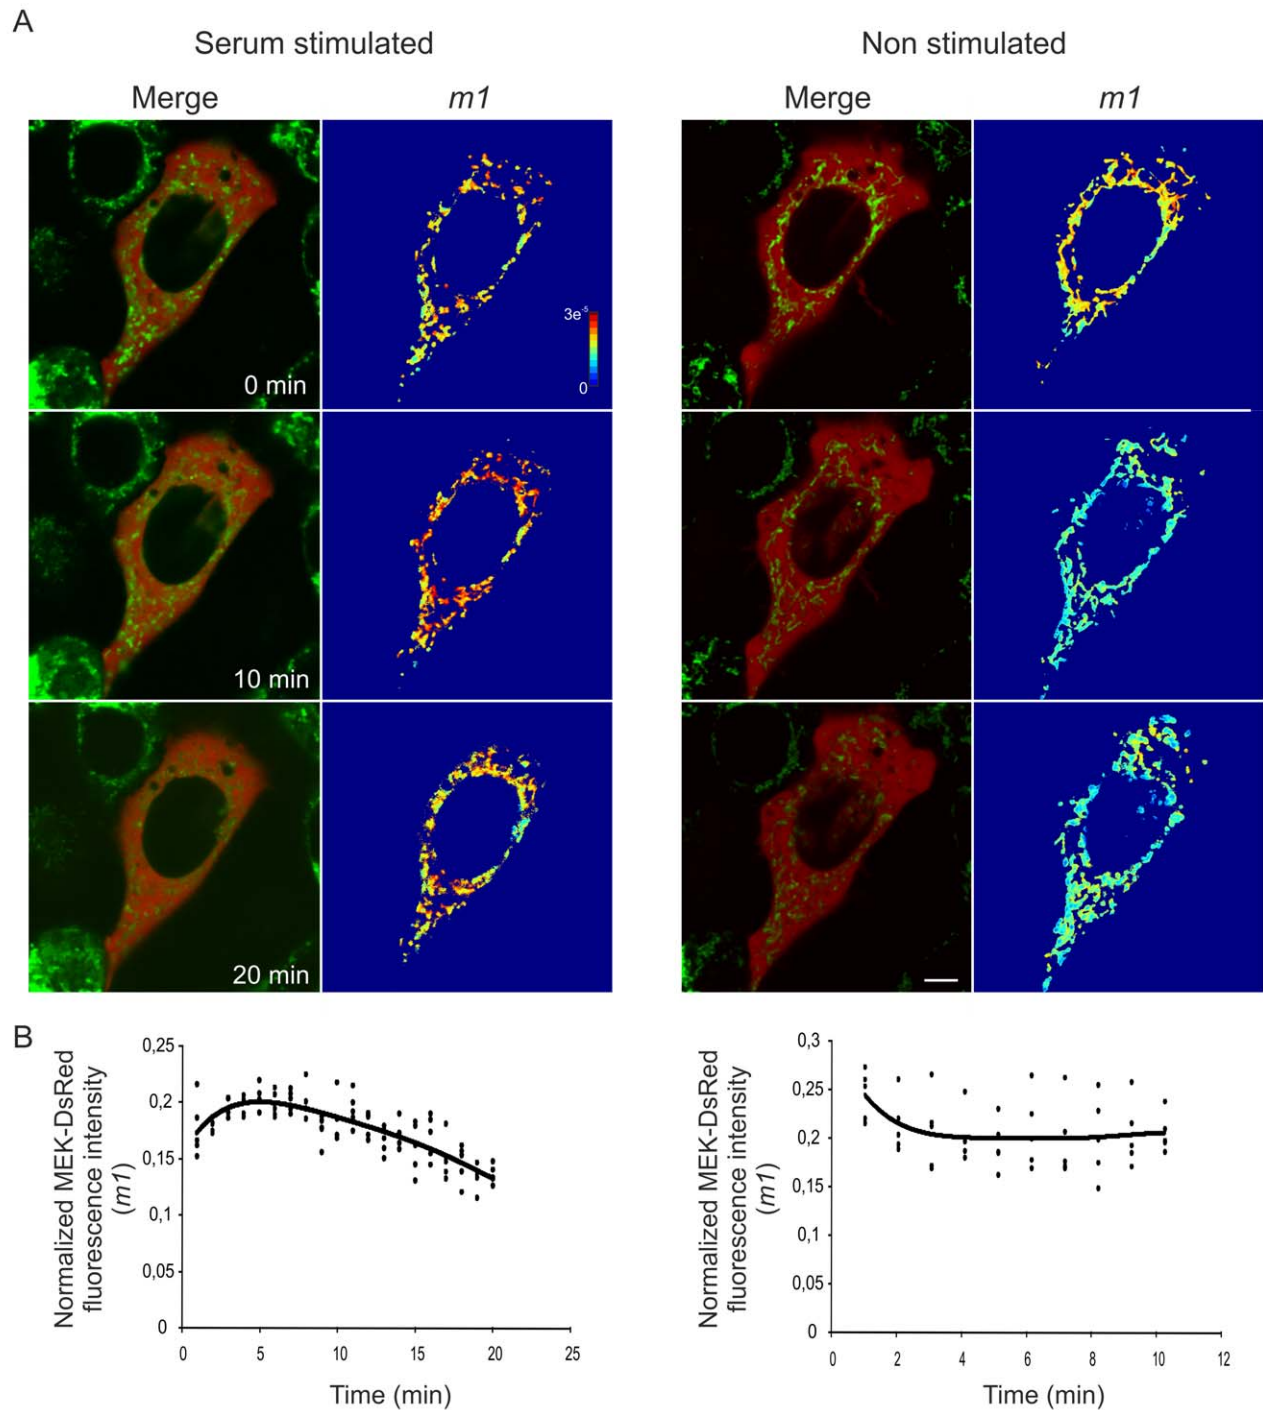 A
Serum stimulated
Non stimulated
Merge
m1
Merge
m1
3e⁻⁵
0
0 min
10 min
20 min
B
Normalized MEK-DsRed
fluorescence intensity
(m1)
0,25
0,2
0,15
0,1
0,05
0
0 5 10 15 20 25
Time (min)
Normalized MEK-DsRed
fluorescence intensity
(m1)
0,3
0,25
0,2
0,15
0,1
0,05
0
0 2 4 6 8 10 12
Time (min)